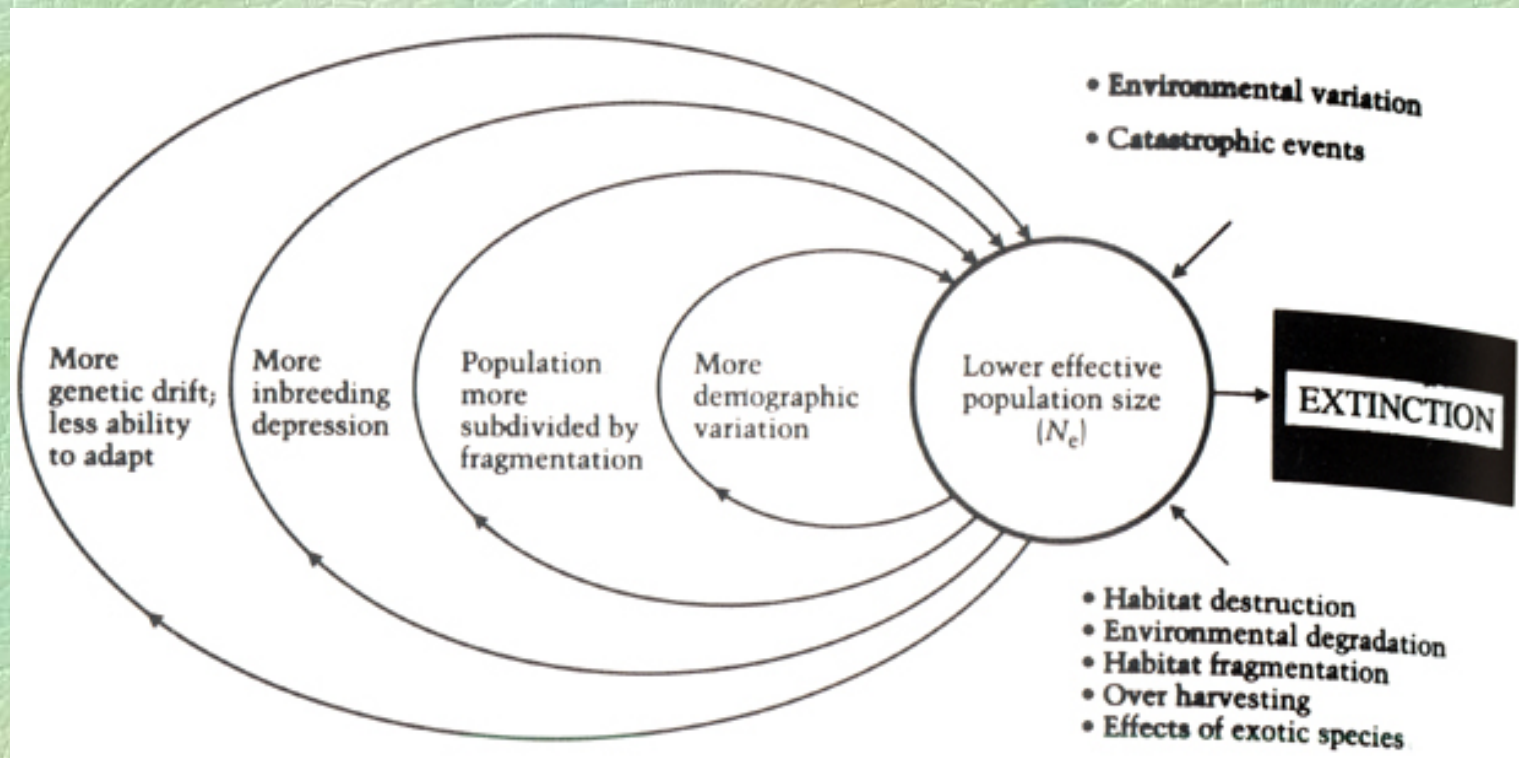 • Environmental variation
• Catastrophic events
More
genetic drift;
less ability
to adapt
More
inbreeding
depression
Population
more
subdivided by
fragmentation
More
demographic
variation
Lower effective
population size
(Ne)
EXTINCTION
• Habitat destruction
• Environmental degradation
• Habitat fragmentation
• Over harvesting
• Effects of exotic species